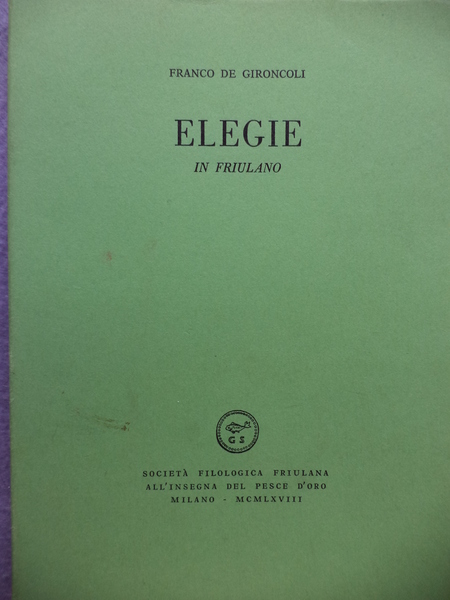 FRANCO DE GIRONCOLI
ELEGIE
IN FRIULANO
G S
SOCIETÀ FILOLOGICA FRIULANA
ALL'INSEGNA DEL PESCE D'ORO
MILANO - MCMLXVIII